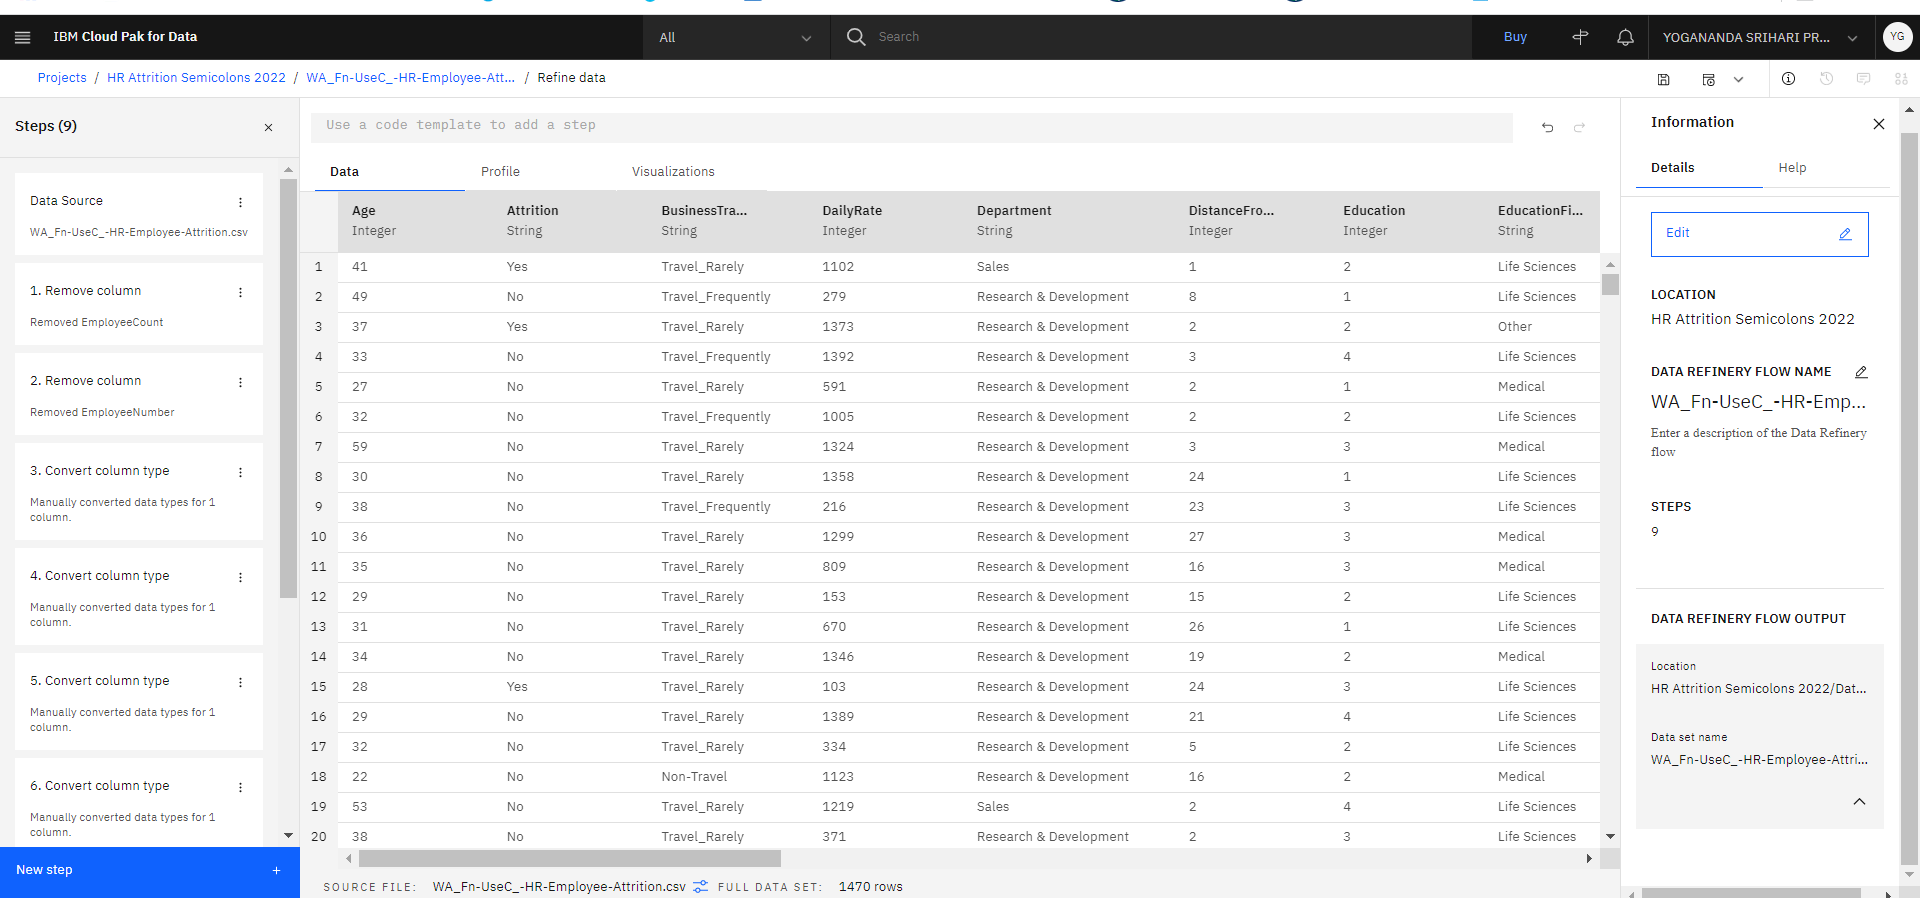 IBM Cloud Pak for Data
All
Search
Buy
YOGANANDA SRIHARI PR...
YG
Projects / HR Attrition Semicolons 2022 / WA_Fn-UseC_-HR-Employee-Att... / Refine data
Steps (9)
Data Source
WA_Fn-UseC_-HR-Employee-Attrition.csv
1. Remove column
Removed EmployeeCount
2. Remove column
Removed EmployeeNumber
3. Convert column type
Manually converted data types for 1
column.
4. Convert column type
Manually converted data types for 1
column.
5. Convert column type
Manually converted data types for 1
column.
6. Convert column type
Manually converted data types for 1
column.
New step +
Use a code template to add a step
Data Profile Visualizations
Age Attrition BusinessTra... DailyRate Department DistanceFro... Education EducationFi...
Integer String String Integer String Integer Integer String
1 41 Yes Travel_Rarely 1102 Sales 1 2 Life Sciences
2 49 No Travel_Frequently 279 Research & Development 8 1 Life Sciences
3 37 Yes Travel_Rarely 1373 Research & Development 2 2 Other
4 33 No Travel_Frequently 1392 Research & Development 3 4 Life Sciences
5 27 No Travel_Rarely 591 Research & Development 2 1 Medical
6 32 No Travel_Frequently 1005 Research & Development 2 2 Life Sciences
7 59 No Travel_Rarely 1324 Research & Development 3 3 Medical
8 30 No Travel_Rarely 1358 Research & Development 24 1 Life Sciences
9 38 No Travel_Frequently 216 Research & Development 23 3 Life Sciences
10 36 No Travel_Rarely 1299 Research & Development 27 3 Medical
11 35 No Travel_Rarely 809 Research & Development 16 3 Medical
12 29 No Travel_Rarely 153 Research & Development 15 2 Life Sciences
13 31 No Travel_Rarely 670 Research & Development 26 1 Life Sciences
14 34 No Travel_Rarely 1346 Research & Development 19 2 Medical
15 28 Yes Travel_Rarely 103 Research & Development 24 3 Life Sciences
16 29 No Travel_Rarely 1389 Research & Development 21 4 Life Sciences
17 32 No Travel_Rarely 334 Research & Development 5 2 Life Sciences
18 22 No Non-Travel 1123 Research & Development 16 2 Medical
19 53 No Travel_Rarely 1219 Sales 2 4 Life Sciences
20 38 No Travel_Rarely 371 Research & Development 2 3 Life Sciences
SOURCE FILE: WA_Fn-UseC_-HR-Employee-Attrition.csv FULL DATA SET: 1470 rows
Information
Details Help
Edit
LOCATION
HR Attrition Semicolons 2022
DATA REFINERY FLOW NAME
WA_Fn-UseC_-HR-Emp...
Enter a description of the Data Refinery
flow
STEPS
9
DATA REFINERY FLOW OUTPUT
Location
HR Attrition Semicolons 2022/Dat...
Data set name
WA_Fn-UseC_-HR-Employee-Attri...